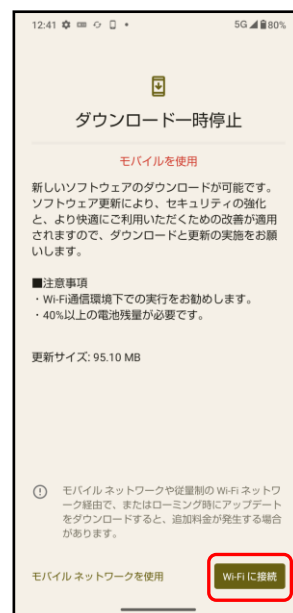 12:41 5G 80%
ダウンロード一時停止
モバイルを使用
新しいソフトウェアのダウンロードが可能です。
ソフトウェア更新により、セキュリティの強化
と、より快適にご利用いただくための改善が適用
されますので、ダウンロードと更新の実施をお願
いします。
■注意事項
・Wi-Fi通信環境下での実行をお勧めします。
・40%以上の電池残量が必要です。
更新サイズ: 95.10 MB
モバイル ネットワークや従量制の Wi-Fi ネットワ
ーク経由で、またはローミング時にアップデート
をダウンロードすると、追加料金が発生する場合
があります。
モバイル ネットワークを使用 Wi-Fi に接続